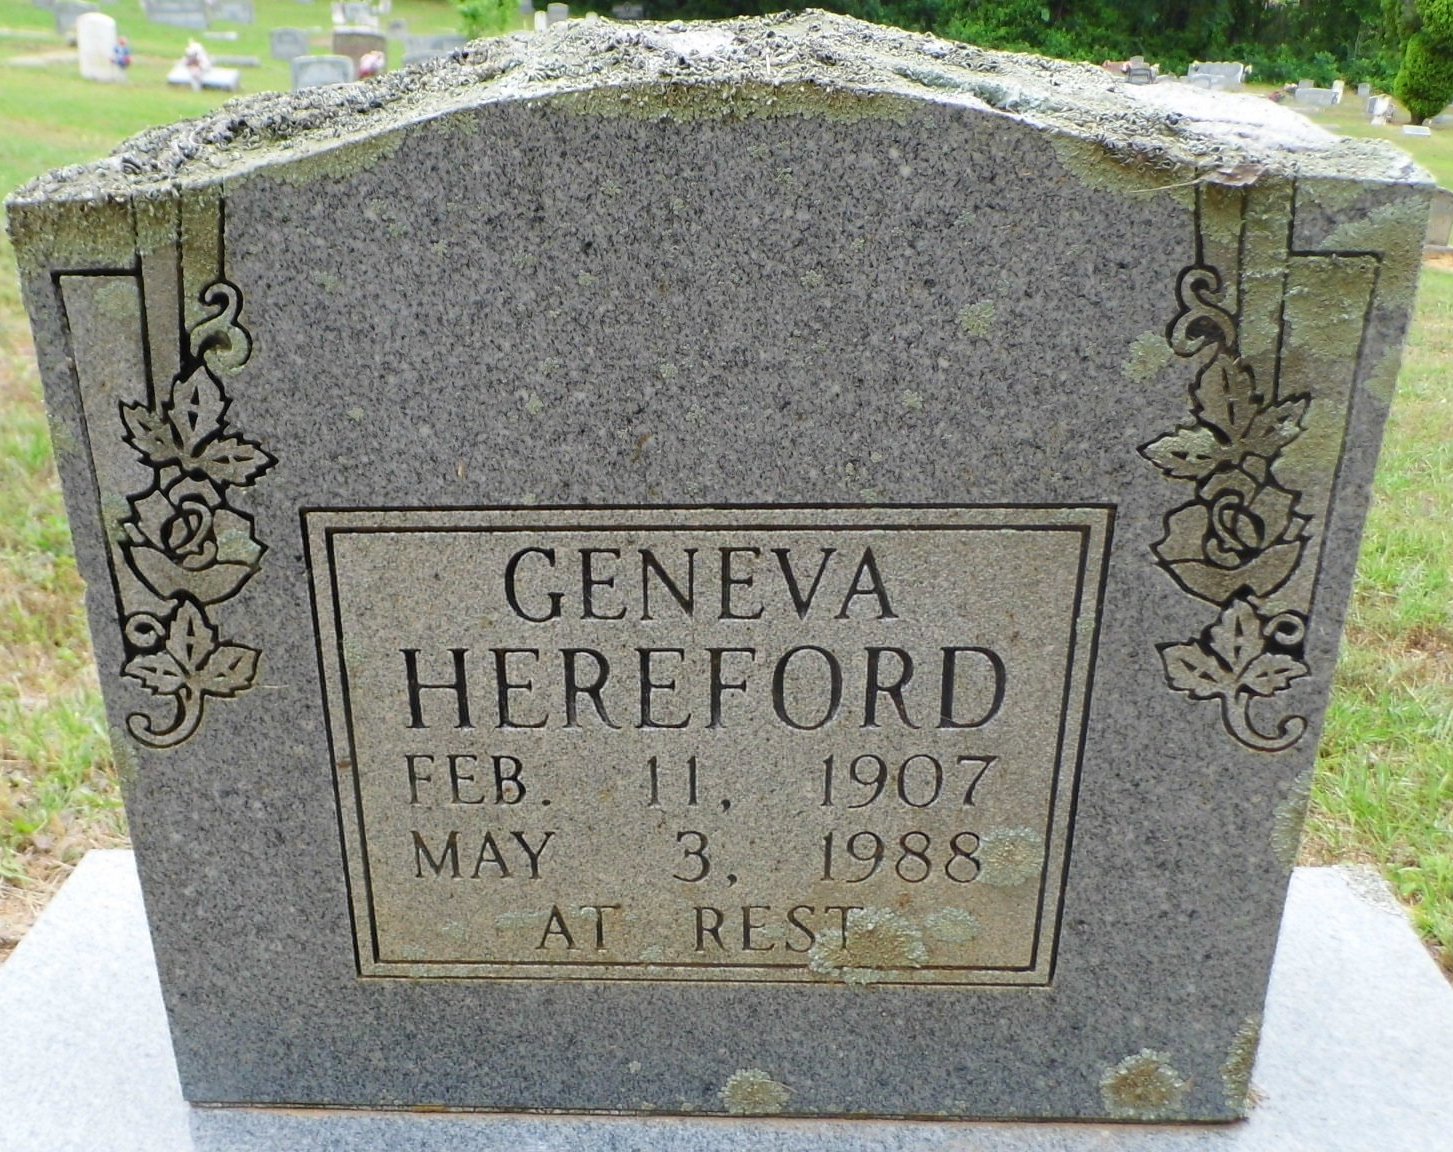 GENEVA
HEREFORD
FEB. 11, 1907
MAY 3, 1988
AT REST